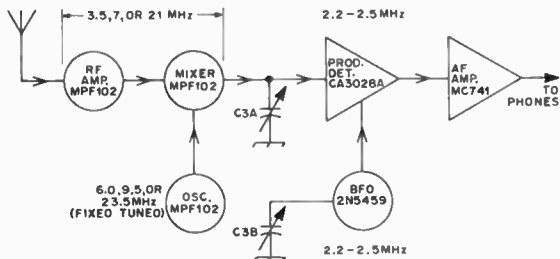 3.5,7,OR 21 MHz
2.2-2.5MHz
RF
AMP.
MPF102
MIXER
MPF102
PROD.
DET.
CA3028A
AF
AMP.
MC741
TO
PHONES
C3A
6.0,9.5,OR
23.5MHz
(FIXED TUNED)
OSC.
MPF102
BFO
2N5459
C3B
2.2-2.5MHz